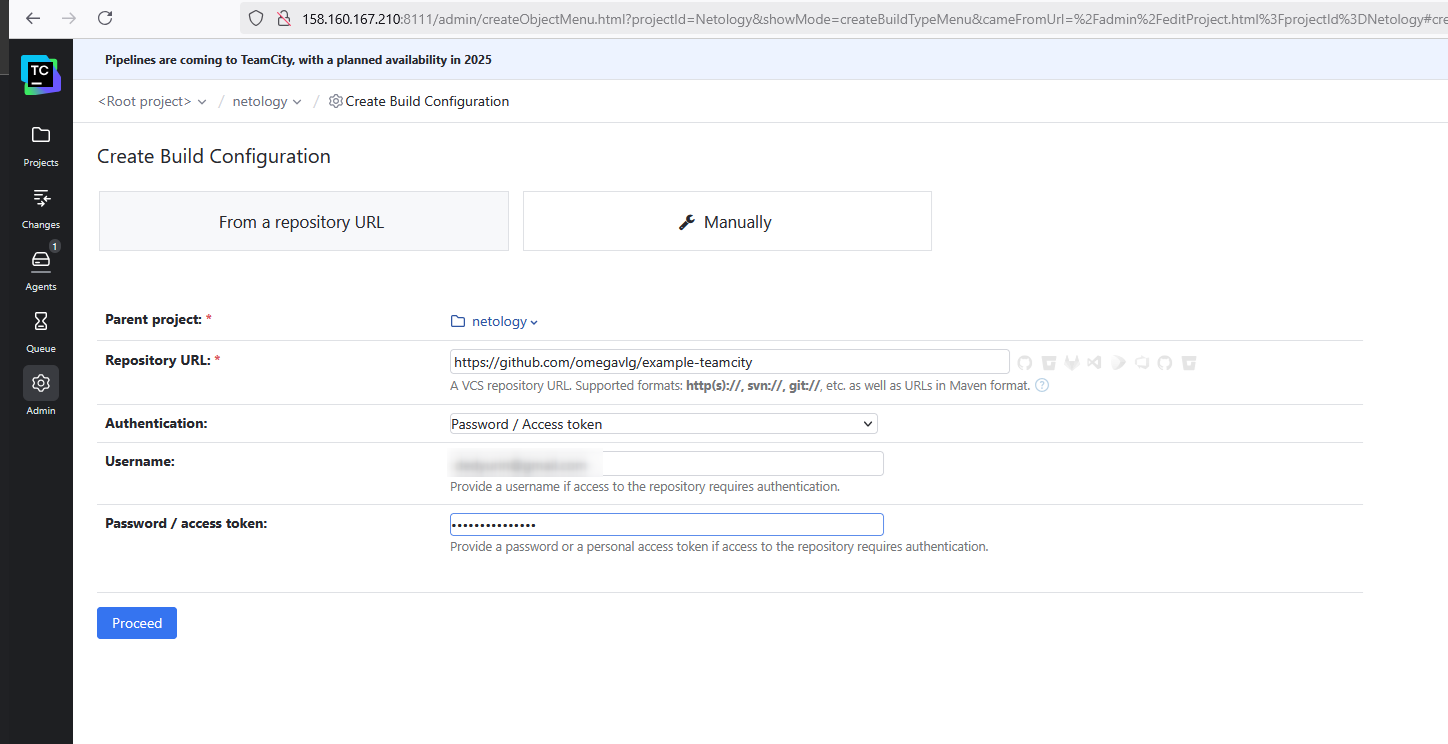 158.160.167.210:8111/admin/createObjectMenu.html?projectId=Netology&showMode=createBuildTypeMenu&cameFromUrl=%2Fadmin%2FeditProject.html%3FprojectId%3DNetology#cre
TC
Pipelines are coming to TeamCity, with a planned availability in 2025
<Root project> / netology / Create Build Configuration
Projects
Changes
1
Agents
Queue
Admin
Create Build Configuration
From a repository URL
Manually
Parent project: * netology
Repository URL: * https://github.com/omegavlg/example-teamcity
A VCS repository URL. Supported formats: http(s)://, svn://, git://, etc. as well as URLs in Maven format. ?
Authentication: Password / Access token
Username:
Provide a username if access to the repository requires authentication.
Password / access token: •••••••••••••••
Provide a password or a personal access token if access to the repository requires authentication.
Proceed